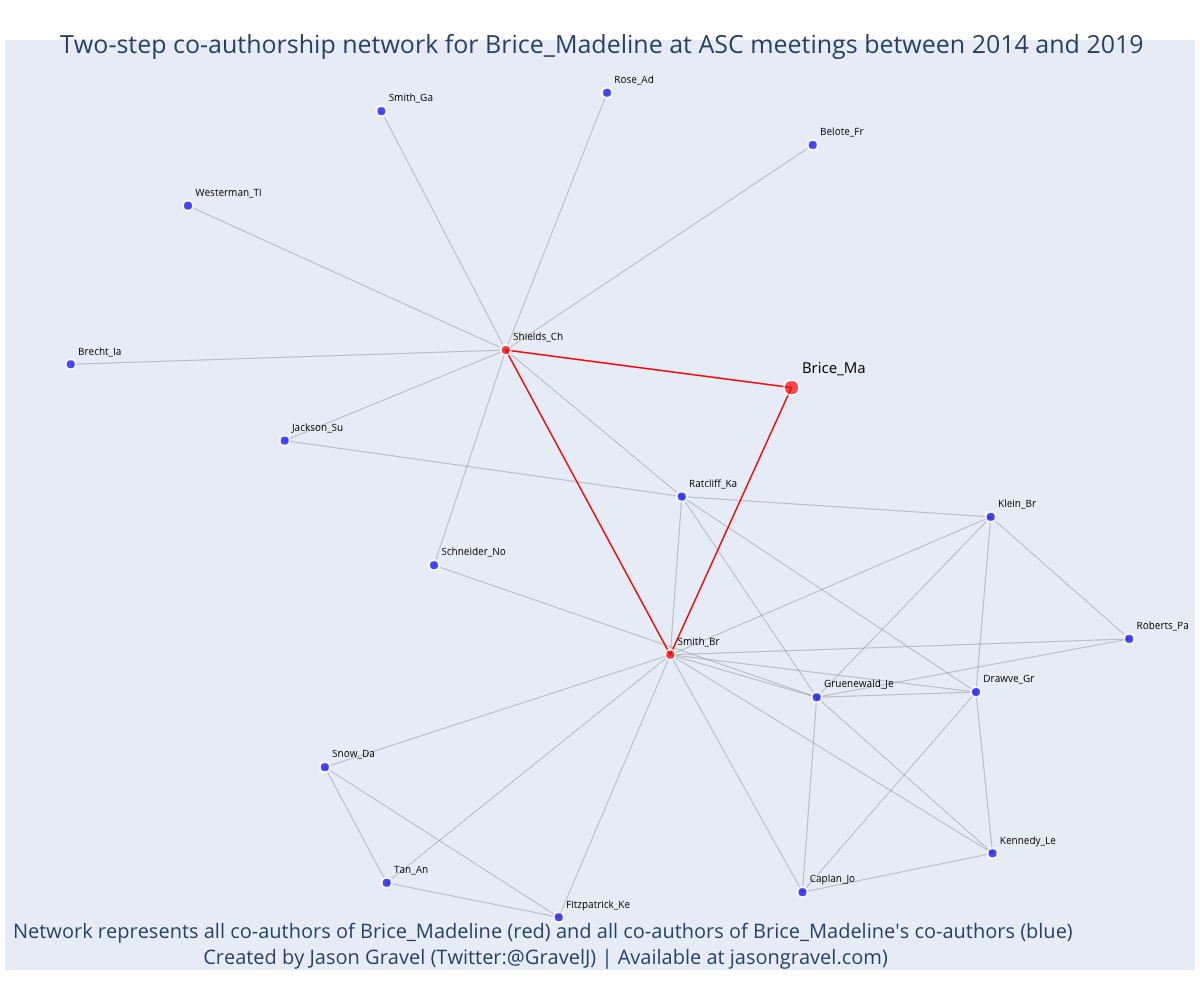 Two-step co-authorship network for Brice_Madeline at ASC meetings between 2014 and 2019
Rose_Ad
Smith_Ga
Belote_Fr
Westerman_Ti
Shields_Ch
Brecht_Ia
Brice_Ma
Jackson_Su
Ratcliff_Ka
Klein_Br
Schneider_No
Roberts_Pa
Smith_Br
Drawve_Gr
Gruenewald_Je
Snow_Da
Kennedy_Le
Tan_An
Caplan_Jo
Fitzpatrick_Ke
Network represents all co-authors of Brice_Madeline (red) and all co-authors of Brice_Madeline's co-authors (blue)
Created by Jason Gravel (Twitter:@GravelJ) | Available at jasongravel.com)